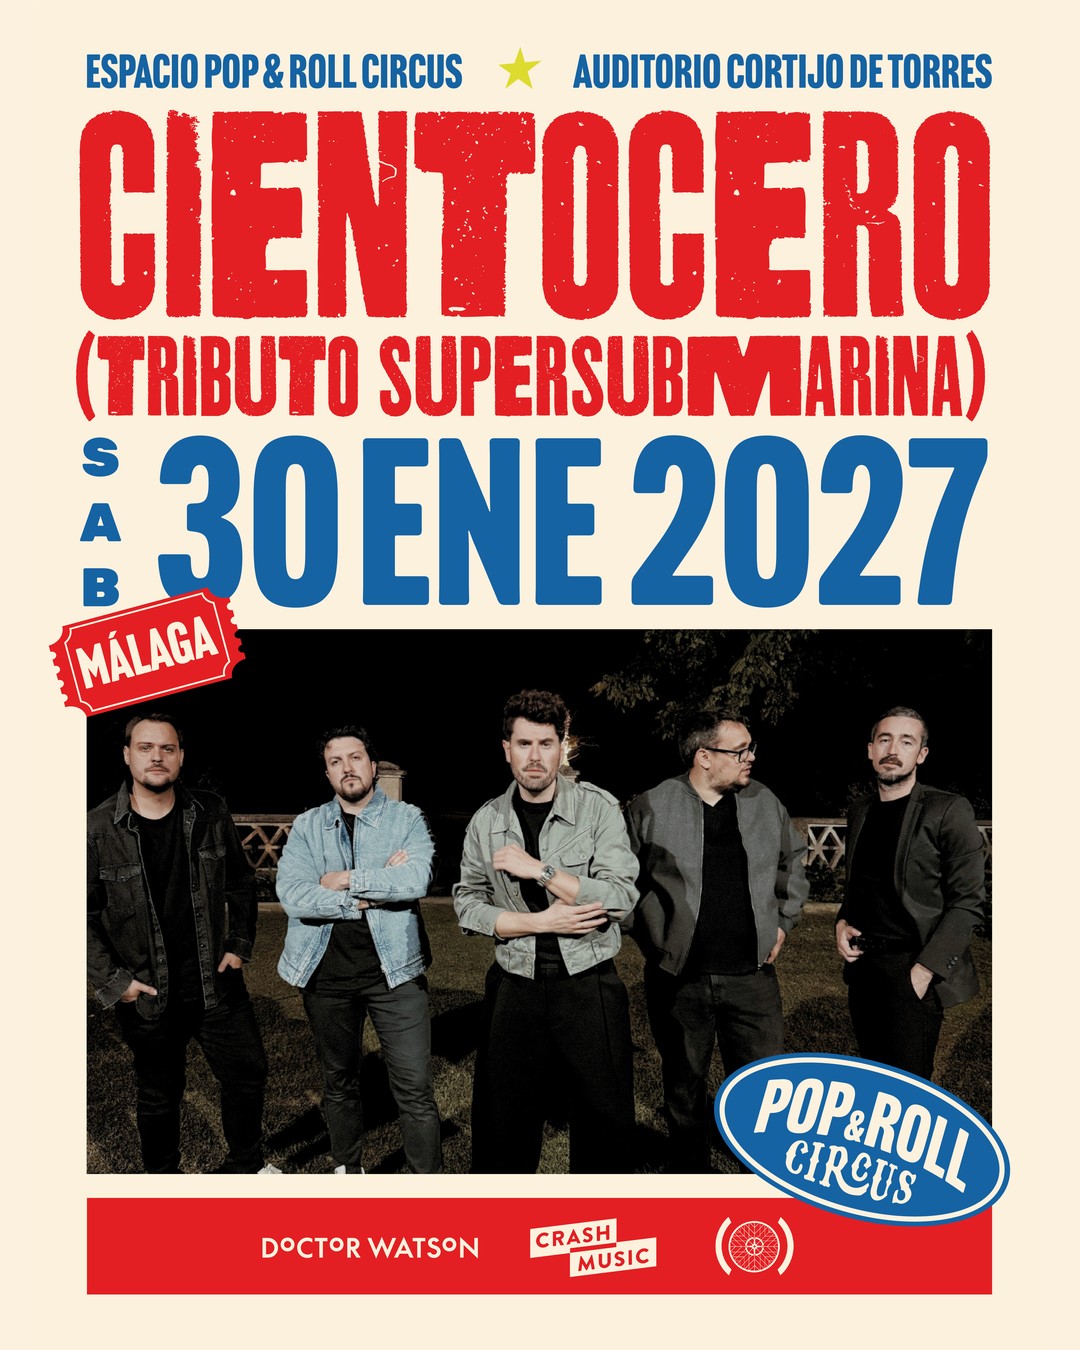 ESPACIO POP & ROLL CIRCUS ★ AUDITORIO CORTIJO DE TORRES
CIENTOCERO
(TRIBUTO SUPERSUBMARINA)
SAB 30 ENE 2027
MÁLAGA
POP & ROLL
CIRCUS
DOCTOR WATSON
CRASH
MUSIC